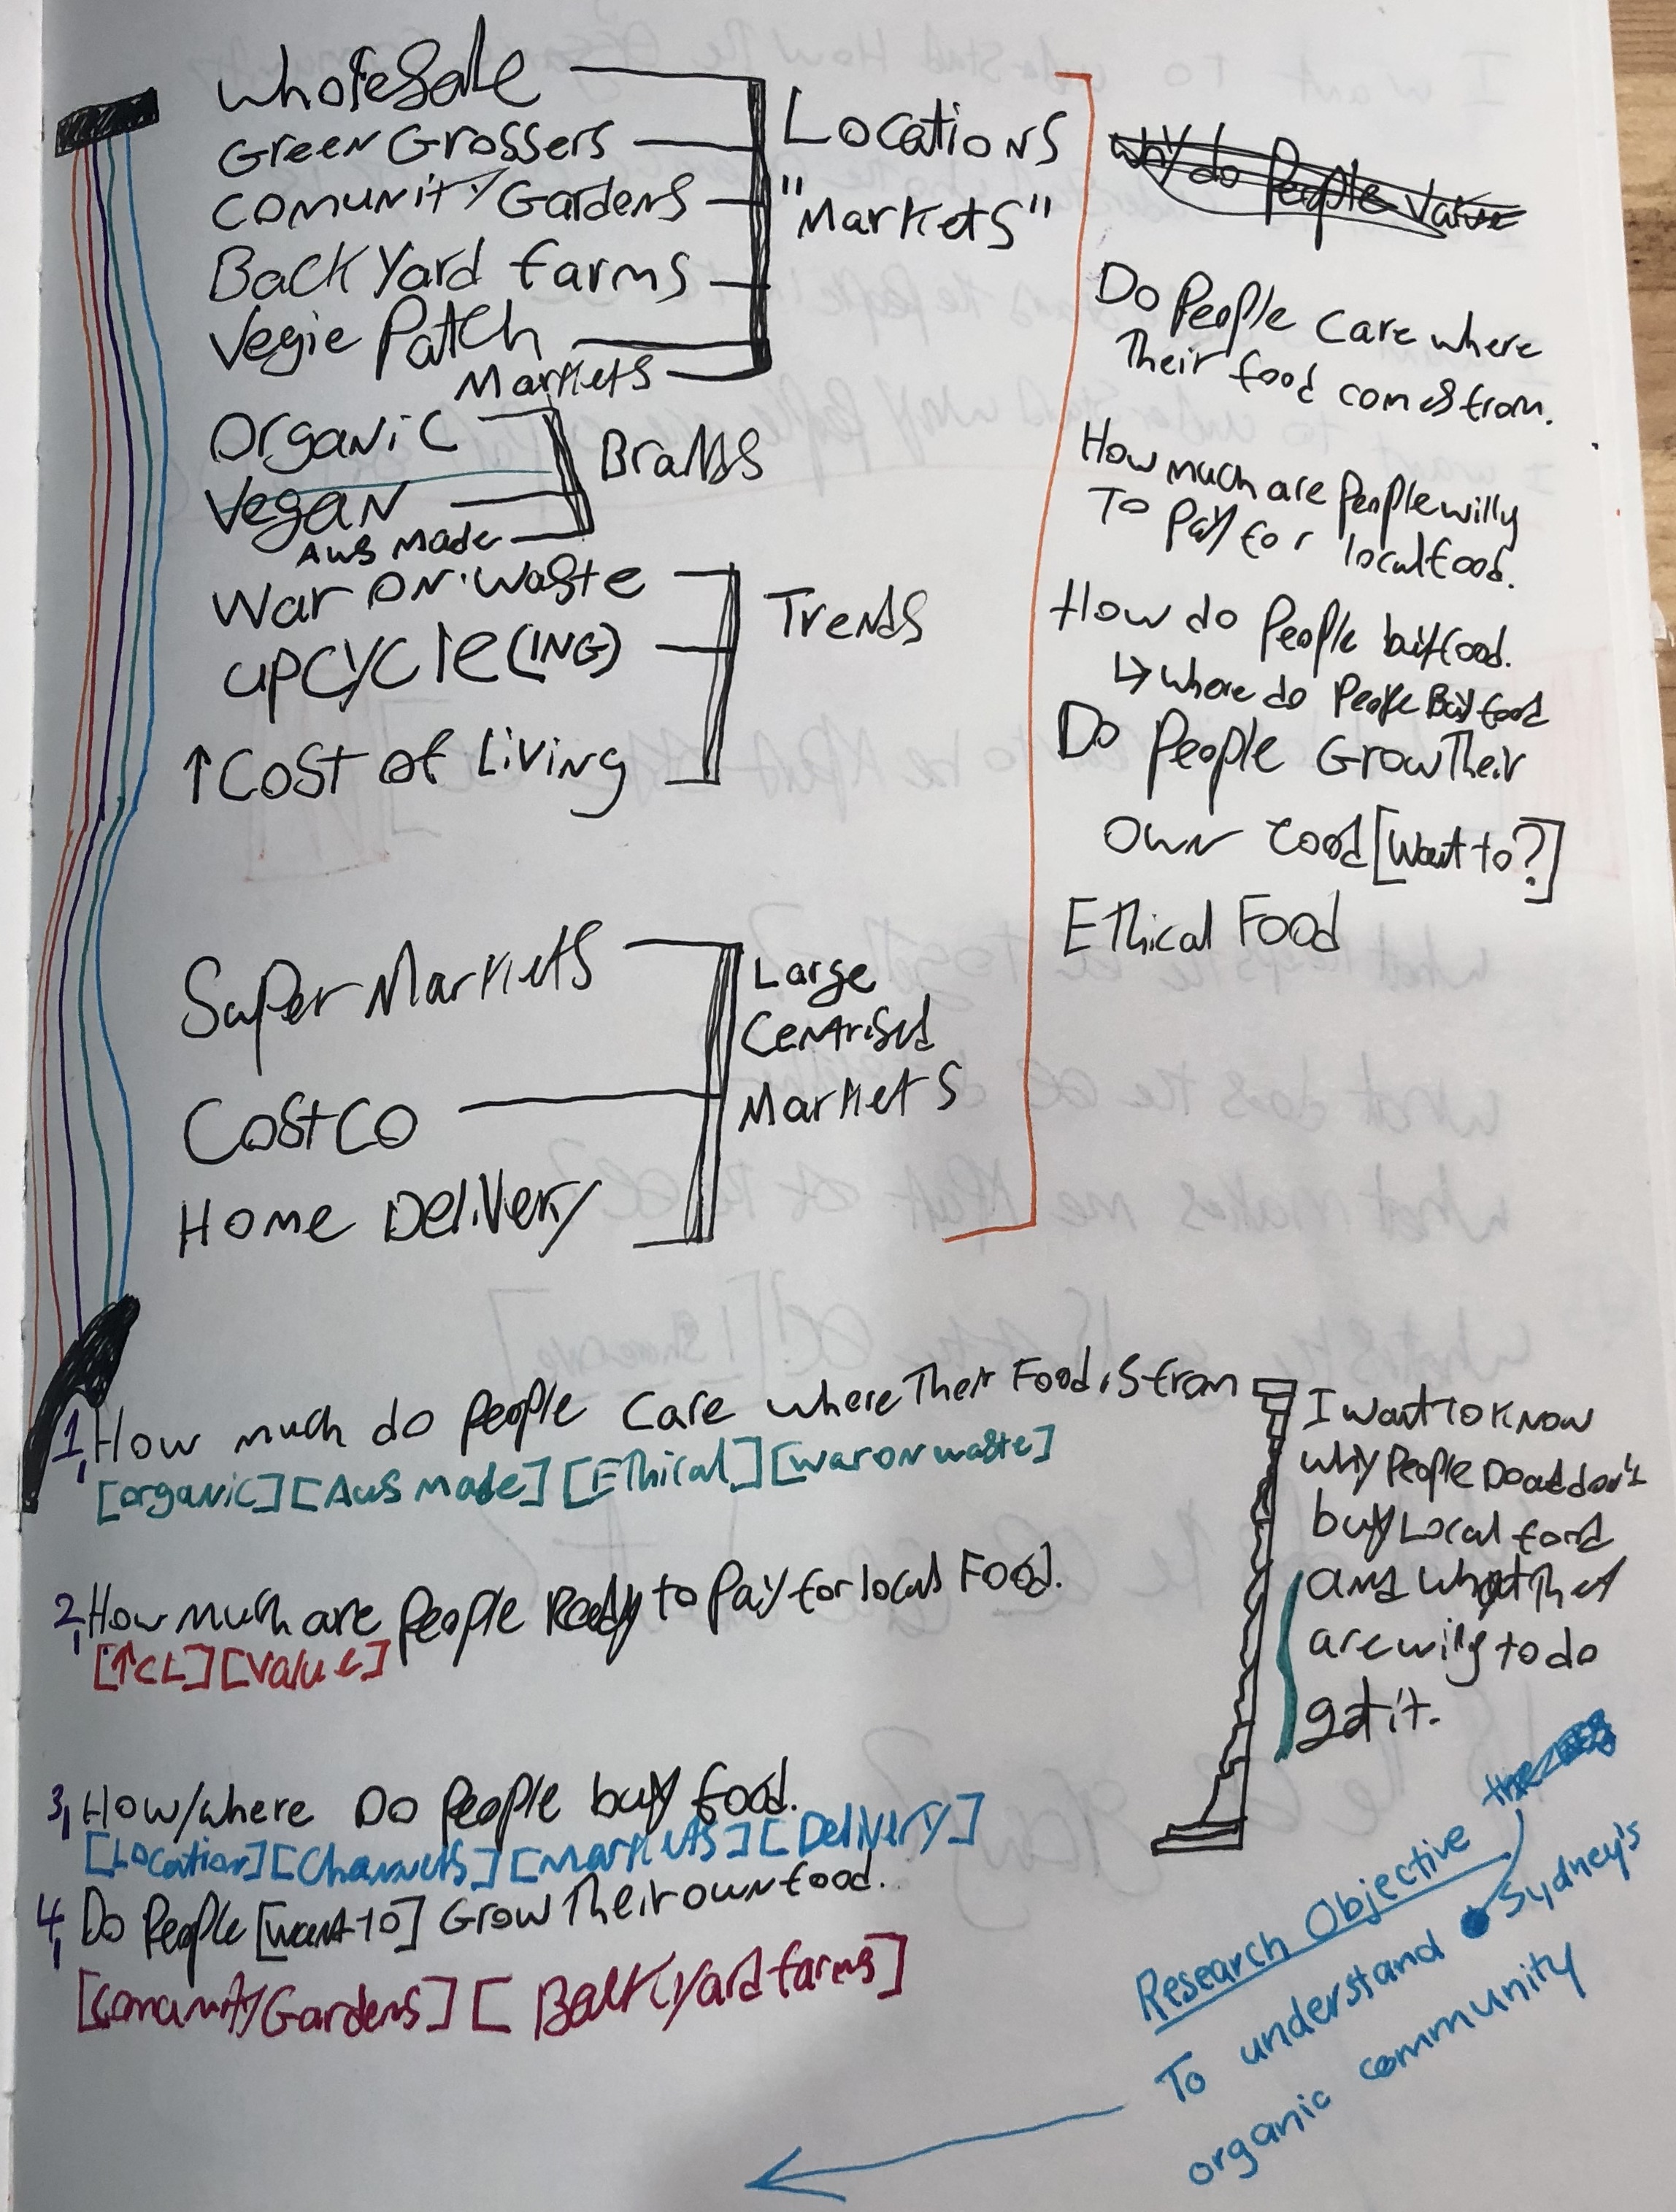 Wholesale
Green Grossers
Comunity Gardens
Back Yard farms
Vegie Patch
Markets
Locations
"Markets"
Organic
Vegan
Aus Made
Brands
War on waste
upcycle(ING)
↑ Cost of Living
Trends
Super Markets
Costco
Home Delivery
Large
Centrised
Markets
Why do People Value
Do People Care where
Their food comes from.
How much are People willy
To Pay for local food.
How do People buy food.
↳ where do People Buy food
Do People Grow Their
Own food [Want to?]
Ethical Food
1, How much do People Care where Their Food is from
[organic] [Aus Made] [Ethical] [war on waste]
2, How much are People Ready to Pay for local Food.
[↑CL] [Value]
3, How/where Do People buy food.
[Location] [Channels] [Markets] [Delivery]
4, Do People [want to] Grow Their own food.
[Comunity Gardens] [Back Yard farms]
I want to know
why People Do and don't
buy Local food
and what they
are willy to do
get it.
Research Objective
To understand Sydney's
organic community